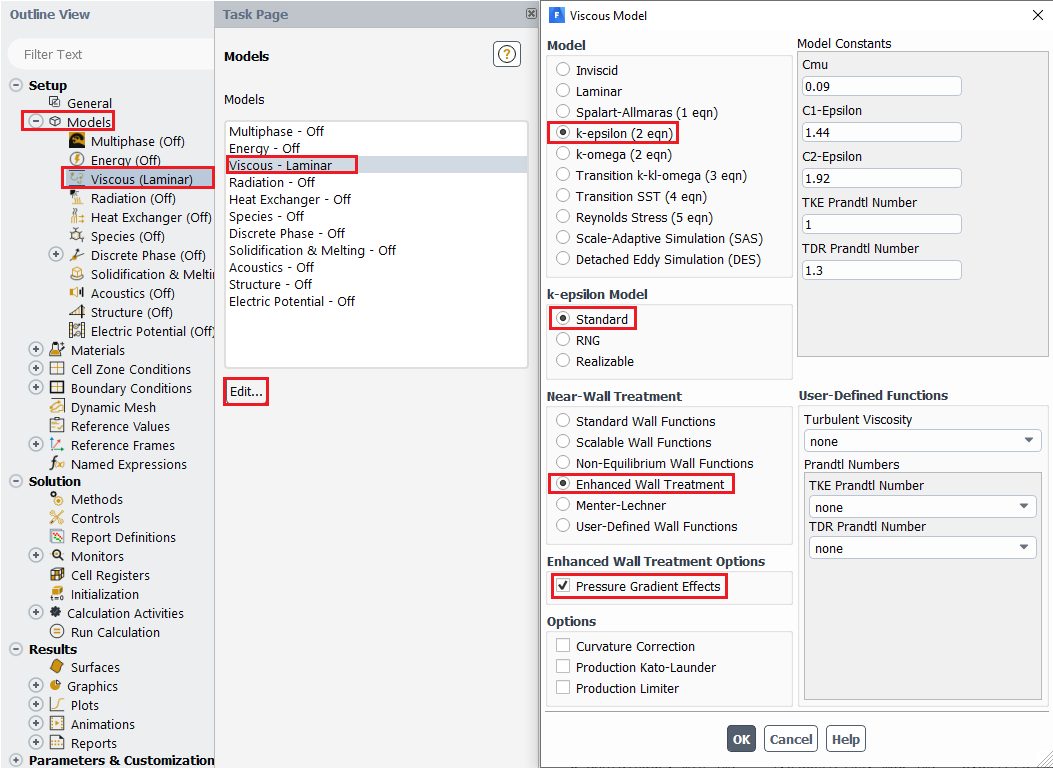 Outline View
Filter Text
Setup
General
Models
Multiphase (Off)
Energy (Off)
Viscous (Laminar)
Radiation (Off)
Heat Exchanger (Off)
Species (Off)
Discrete Phase (Off)
Solidification & Meltin
Acoustics (Off)
Structure (Off)
Electric Potential (Off)
Materials
Cell Zone Conditions
Boundary Conditions
Dynamic Mesh
Reference Values
Reference Frames
Named Expressions
Solution
Methods
Controls
Report Definitions
Monitors
Cell Registers
Initialization
Calculation Activities
Run Calculation
Results
Surfaces
Graphics
Plots
Animations
Reports
Parameters & Customization
Task Page
Models
?
Models
Multiphase - Off
Energy - Off
Viscous - Laminar
Radiation - Off
Heat Exchanger - Off
Species - Off
Discrete Phase - Off
Solidification & Melting - Off
Acoustics - Off
Structure - Off
Electric Potential - Off
Edit...
Viscous Model
Model
Inviscid
Laminar
Spalart-Allmaras (1 eqn)
k-epsilon (2 eqn)
k-omega (2 eqn)
Transition k-kl-omega (3 eqn)
Transition SST (4 eqn)
Reynolds Stress (5 eqn)
Scale-Adaptive Simulation (SAS)
Detached Eddy Simulation (DES)
k-epsilon Model
Standard
RNG
Realizable
Near-Wall Treatment
Standard Wall Functions
Scalable Wall Functions
Non-Equilibrium Wall Functions
Enhanced Wall Treatment
Menter-Lechner
User-Defined Wall Functions
Enhanced Wall Treatment Options
Pressure Gradient Effects
Options
Curvature Correction
Production Kato-Launder
Production Limiter
Model Constants
Cmu
0.09
C1-Epsilon
1.44
C2-Epsilon
1.92
TKE Prandtl Number
1
TDR Prandtl Number
1.3
User-Defined Functions
Turbulent Viscosity
none
Prandtl Numbers
TKE Prandtl Number
none
TDR Prandtl Number
none
OK
Cancel
Help